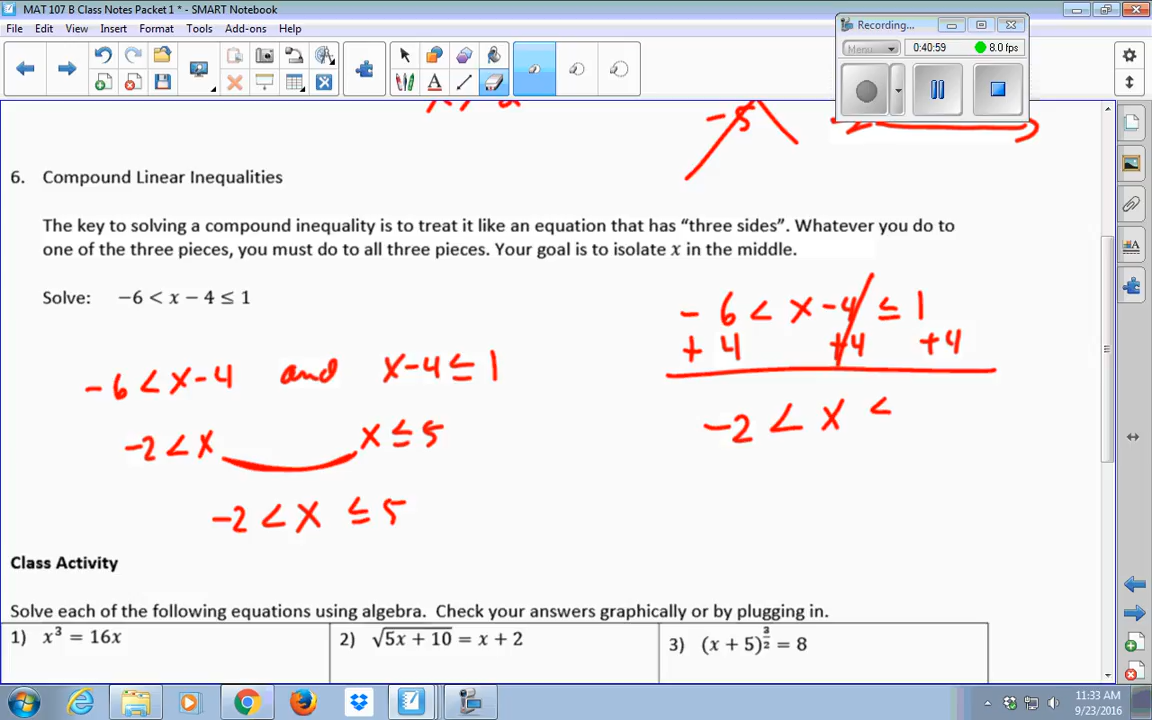 MAT 107 B Class Notes Packet 1 * - SMART Notebook
Recording...
File Edit View Insert Format Tools Add-ons Help
Menu 0:40:59 8.0 fps
-5
6. Compound Linear Inequalities
The key to solving a compound inequality is to treat it like an equation that has “three sides”. Whatever you do to
one of the three pieces, you must do to all three pieces. Your goal is to isolate x in the middle.
Solve: −6 < x − 4 ≤ 1
-6 < x-4 and x-4 ≤ 1
-2 < x x ≤ 5
-2 < x ≤ 5
-6 < x-4 ≤ 1
+4 +4 +4
-2 < x <
Class Activity
Solve each of the following equations using algebra. Check your answers graphically or by plugging in.
1) x³ = 16x
2) √5x + 10 = x + 2
3) (x + 5)^(3/2) = 8
11:33 AM
9/23/2016